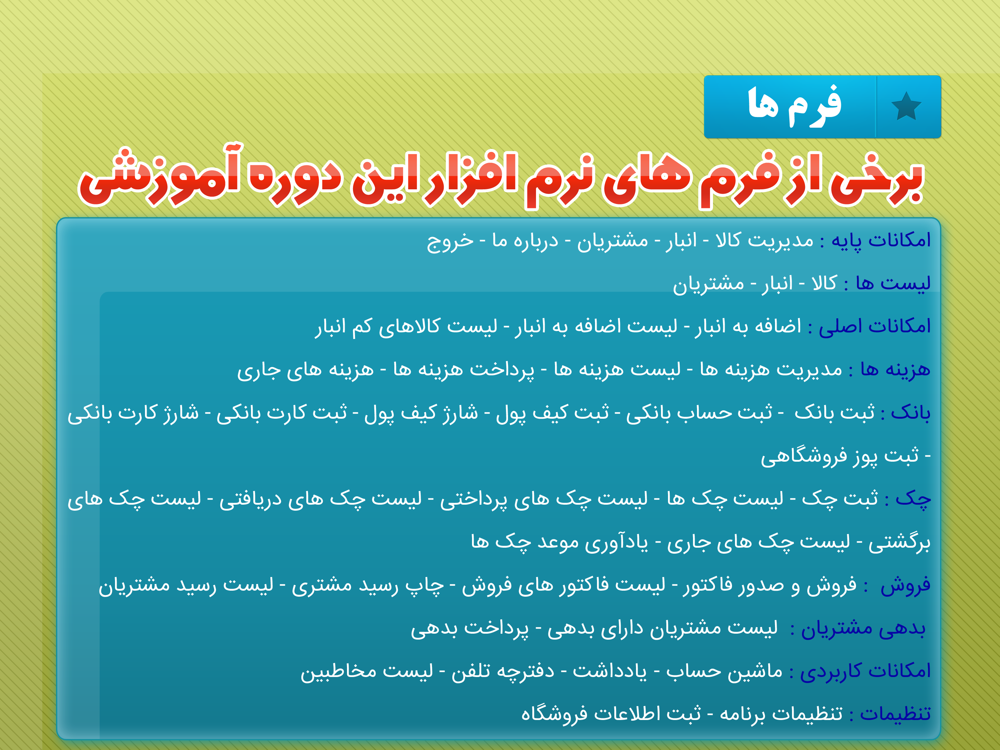 فرم ها
برخی از فرم های نرم افزار این دوره آموزشی
امکانات پایه : مدیریت کالا - انبار - مشتریان - درباره ما - خروج
لیست ها : کالا - انبار - مشتریان
امکانات اصلی : اضافه به انبار - لیست اضافه به انبار - لیست کالاهای کم انبار
هزینه ها : مدیریت هزینه ها - لیست هزینه ها - پرداخت هزینه ها - هزینه های جاری
بانک : ثبت بانک - ثبت حساب بانکی - ثبت کیف پول - شارژ کیف پول - ثبت کارت بانکی - شارژ کارت بانکی
- ثبت پوز فروشگاهی
چک : ثبت چک - لیست چک ها - لیست چک های پرداختی - لیست چک های دریافتی - لیست چک های
برگشتی - لیست چک های جاری - یادآوری موعد چک ها
فروش : فروش و صدور فاکتور - لیست فاکتور های فروش - چاپ رسید مشتری - لیست رسید مشتریان
بدهی مشتریان : لیست مشتریان دارای بدهی - پرداخت بدهی
امکانات کاربردی : ماشین حساب - یادداشت - دفترچه تلفن - لیست مخاطبین
تنظیمات : تنظیمات برنامه - ثبت اطلاعات فروشگاه